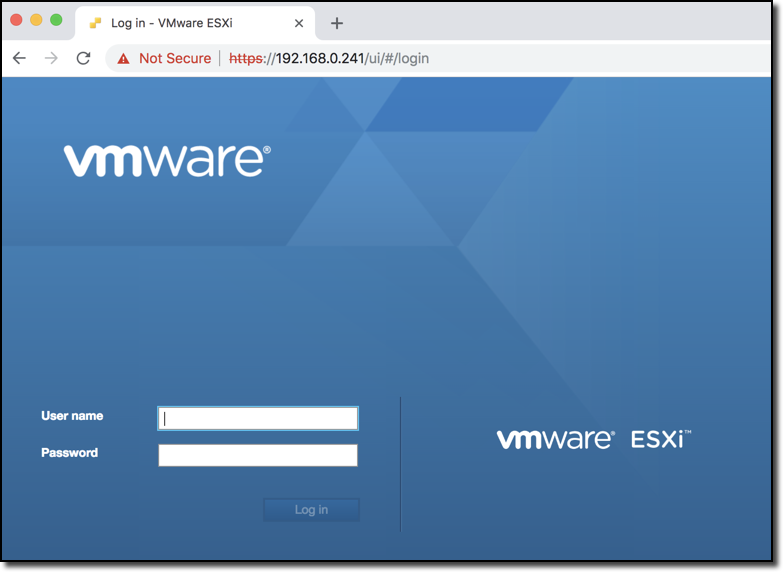 Log in - VMware ESXi
Not Secure | https://192.168.0.241/ui/#/login
vmware®
User name
Password
Log in
vmware® ESXi™